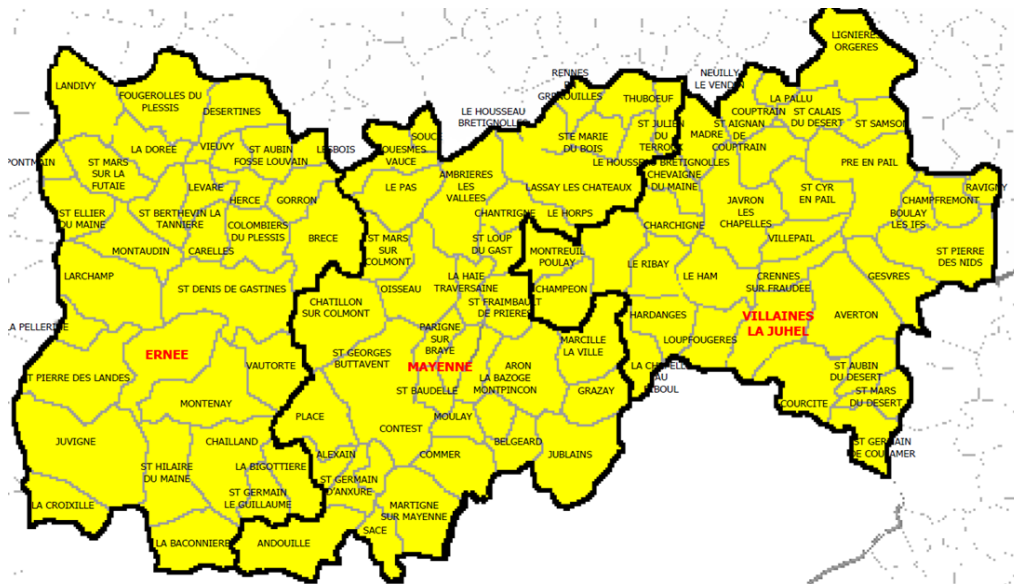 LANDIVY
FOUGEROLLES DU
PLESSIS
DESERTINES
LA DOREE
VIEUVY
ST AUBIN
FOSSE LOUVAIN
LESBOIS
PONTMAIN
ST MARS
SUR LA
FUTAIE
LEVARE
HERCE
GORRON
ST ELLIER
DU MAINE
ST BERTHEVIN LA
TANNIERE
COLOMBIERS
DU PLESSIS
BRECE
MONTAUDIN
CARELLES
LARCHAMP
ST DENIS DE GASTINES
LA PELLERINE
ERNEE
VAUTORTE
ST PIERRE DES LANDES
MONTENAY
JUVIGNE
CHAILLAND
ST HILAIRE
DU MAINE
LA BIGOTTIERE
ST GERMAIN
LE GUILLAUME
LA CROIXILLE
LA BACONNIERE
ANDOUILLE
SOUCE
COUESMES
VAUCE
LE PAS
AMBRIERES
LES
VALLEES
LE HOUSSEAU
BRETIGNOLLES
RENNES
GRENOUILLES
THUBOEUF
STE MARIE
DU BOIS
ST JULIEN
DU
TERROUX
LE HOUSSEAU BRETIGNOLLES
LASSAY LES CHATEAUX
CHANTRIGNE
LE HORPS
ST MARS
SUR
COLMONT
ST LOUP
DU GAST
MONTREUIL
POULAY
OISSEAU
LA HAIE
TRAVERSAINE
CHAMPEON
CHATILLON
SUR COLMONT
ST FRAIMBAULT
DE PRIERES
PARIGNE
SUR
BRAYE
MARCILLE
LA VILLE
ST GEORGES
BUTTAVENT
MAYENNE
ARON
LA BAZOGE
MONTPINCON
ST BAUDELLE
GRAZAY
PLACE
CONTEST
MOULAY
BELGEARD
ALEXAIN
COMMER
JUBLAINS
ST GERMAIN
D'ANXURE
MARTIGNE
SUR MAYENNE
SACE
LIGNIERES
ORGERES
NEUILLY
LE VENDIN
LA PALLU
COUPTRAIN
ST CALAIS
DU DESERT
ST SAMSON
MADRE
ST AIGNAN
DE
COUPTRAIN
PRE EN PAIL
CHEVAIGNE
DU MAINE
ST CYR
EN PAIL
RAVIGNY
CHAMPFREMONT
JAVRON
LES
CHAPELLES
BOULAY
LES IFS
CHARCHIGNE
VILLEPAIL
ST PIERRE
DES NIDS
LE RIBAY
LE HAM
CRENNES
SUR FRAUDEE
GESVRES
HARDANGES
VILLAINES
LA JUHEL
AVERTON
LOUPFOUGERES
LA CHAPELLE
AU
RIBOUL
ST AUBIN
DU DESERT
COURCITE
ST MARS
DU DESERT
ST GERMAIN
DE COULAMER